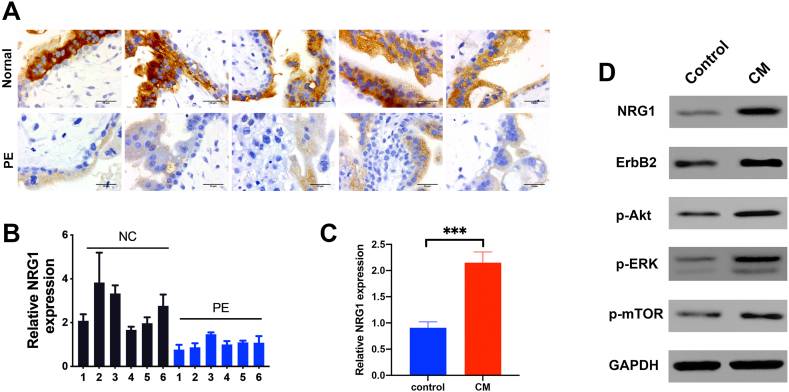 A
Normal
PE
B
Relative NRG1
expression
6
4
2
0
NC
PE
1 2 3 4 5 6 1 2 3 4 5 6
C
Relative NRG1 expression
2.5
2.0
1.5
1.0
0.5
0.0
***
control CM
D
Control CM
NRG1
ErbB2
p-Akt
p-ERK
p-mTOR
GAPDH